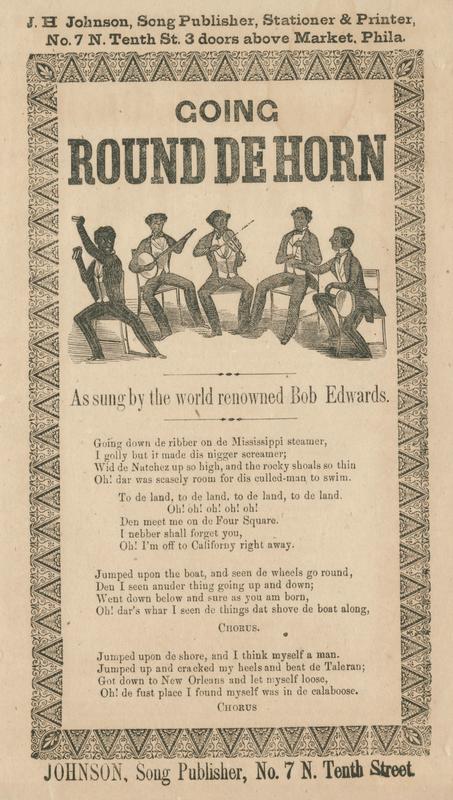 J. H Johnson, Song Publisher, Stationer & Printer,
No. 7 N. Tenth St. 3 doors above Market, Phila.
GOING
ROUND DE HORN
As sung by the world renowned Bob Edwards.
Going down de ribber on de Mississippi steamer,
I golly but it made dis nigger screamer;
Wid de Natchez up so high, and the rocky shoals so thin
Oh! dar was scasely room for dis culled-man to swim.
To de land, to de land, to de land, to de land.
Oh! oh! oh! oh! oh!
Den meet me on de Four Square.
I nebber shall forget you,
Oh! I'm off to Californy right away.
Jumped upon the boat, and seen de wheels go round,
Den I seen anuder thing going up and down;
Went down below and sure as you am born,
Oh! dar's whar I seen de things dat shove de boat along,
CHORUS.
Jumped upon de shore, and I think myself a man.
Jumped up and cracked my heels and beat de Taleran;
Got down to New Orleans and let myself loose,
Oh! de fust place I found myself was in de calaboose.
CHORUS
JOHNSON, Song Publisher, No. 7 N. Tenth Street.